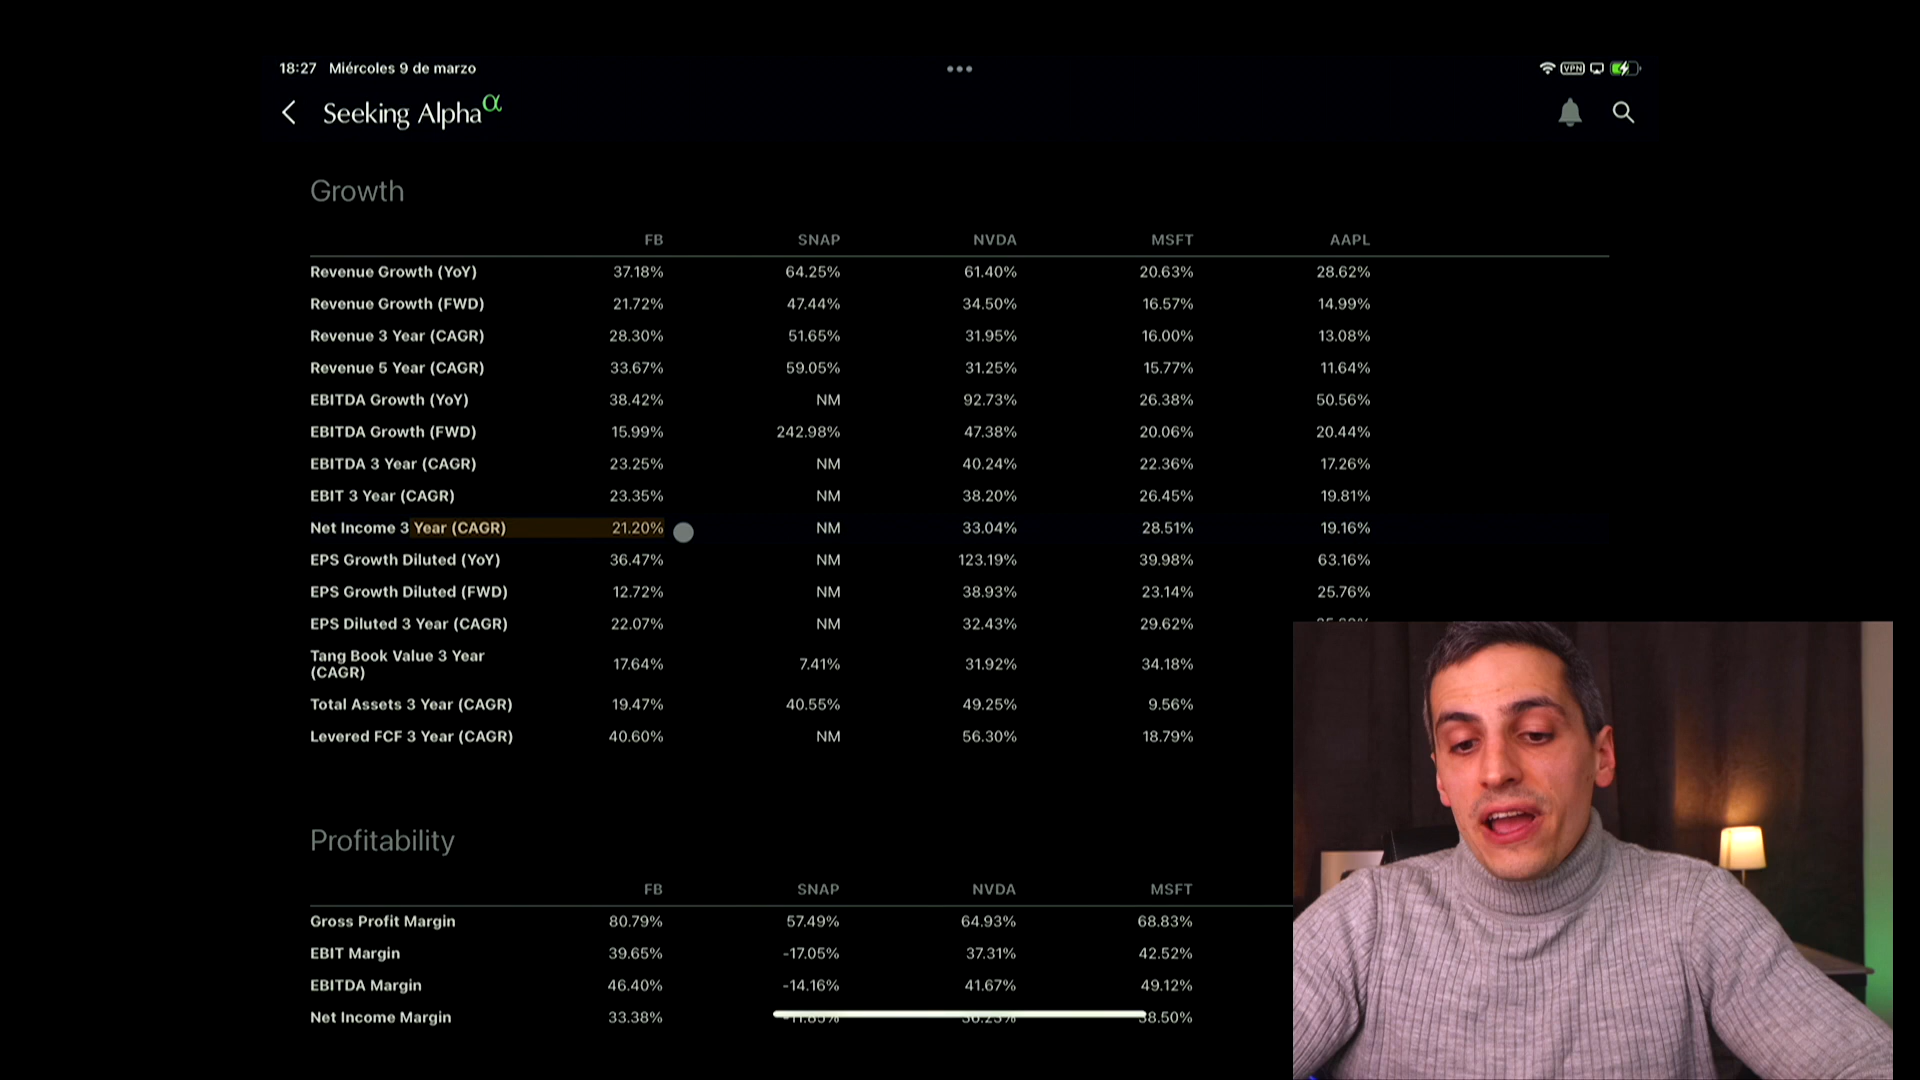 18:27 Miércoles 9 de marzo
VPN
Seeking Alpha α
Growth
FB SNAP NVDA MSFT AAPL
Revenue Growth (YoY) 37.18% 64.25% 61.40% 20.63% 28.62%
Revenue Growth (FWD) 21.72% 47.44% 34.50% 16.57% 14.99%
Revenue 3 Year (CAGR) 28.30% 51.65% 31.95% 16.00% 13.08%
Revenue 5 Year (CAGR) 33.67% 59.05% 31.25% 15.77% 11.64%
EBITDA Growth (YoY) 38.42% NM 92.73% 26.38% 50.56%
EBITDA Growth (FWD) 15.99% 242.98% 47.38% 20.06% 20.44%
EBITDA 3 Year (CAGR) 23.25% NM 40.24% 22.36% 17.26%
EBIT 3 Year (CAGR) 23.35% NM 38.20% 26.45% 19.81%
Net Income 3 Year (CAGR) 21.20% NM 33.04% 28.51% 19.16%
EPS Growth Diluted (YoY) 36.47% NM 123.19% 39.98% 63.16%
EPS Growth Diluted (FWD) 12.72% NM 38.93% 23.14% 25.76%
EPS Diluted 3 Year (CAGR) 22.07% NM 32.43% 29.62%
Tang Book Value 3 Year
(CAGR) 17.64% 7.41% 31.92% 34.18%
Total Assets 3 Year (CAGR) 19.47% 40.55% 49.25% 9.56%
Levered FCF 3 Year (CAGR) 40.60% NM 56.30% 18.79%
Profitability
FB SNAP NVDA MSFT
Gross Profit Margin 80.79% 57.49% 64.93% 68.83%
EBIT Margin 39.65% -17.05% 37.31% 42.52%
EBITDA Margin 46.40% -14.16% 41.67% 49.12%
Net Income Margin 33.38% 38.50%